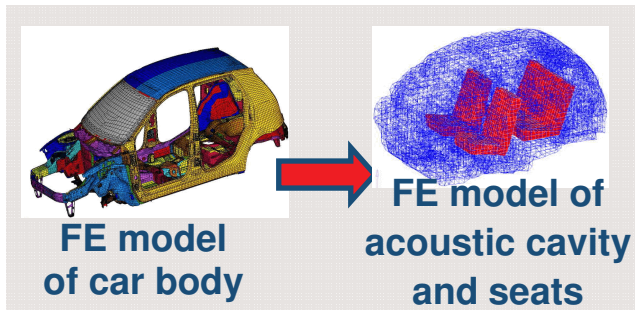 FE model
of car body
FE model of
acoustic cavity
and seats